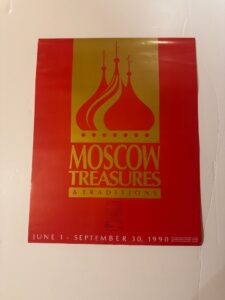 MOSCOW
TREASURES
& TRADITIONS
JUNE 1 - SEPTEMBER 30, 1990